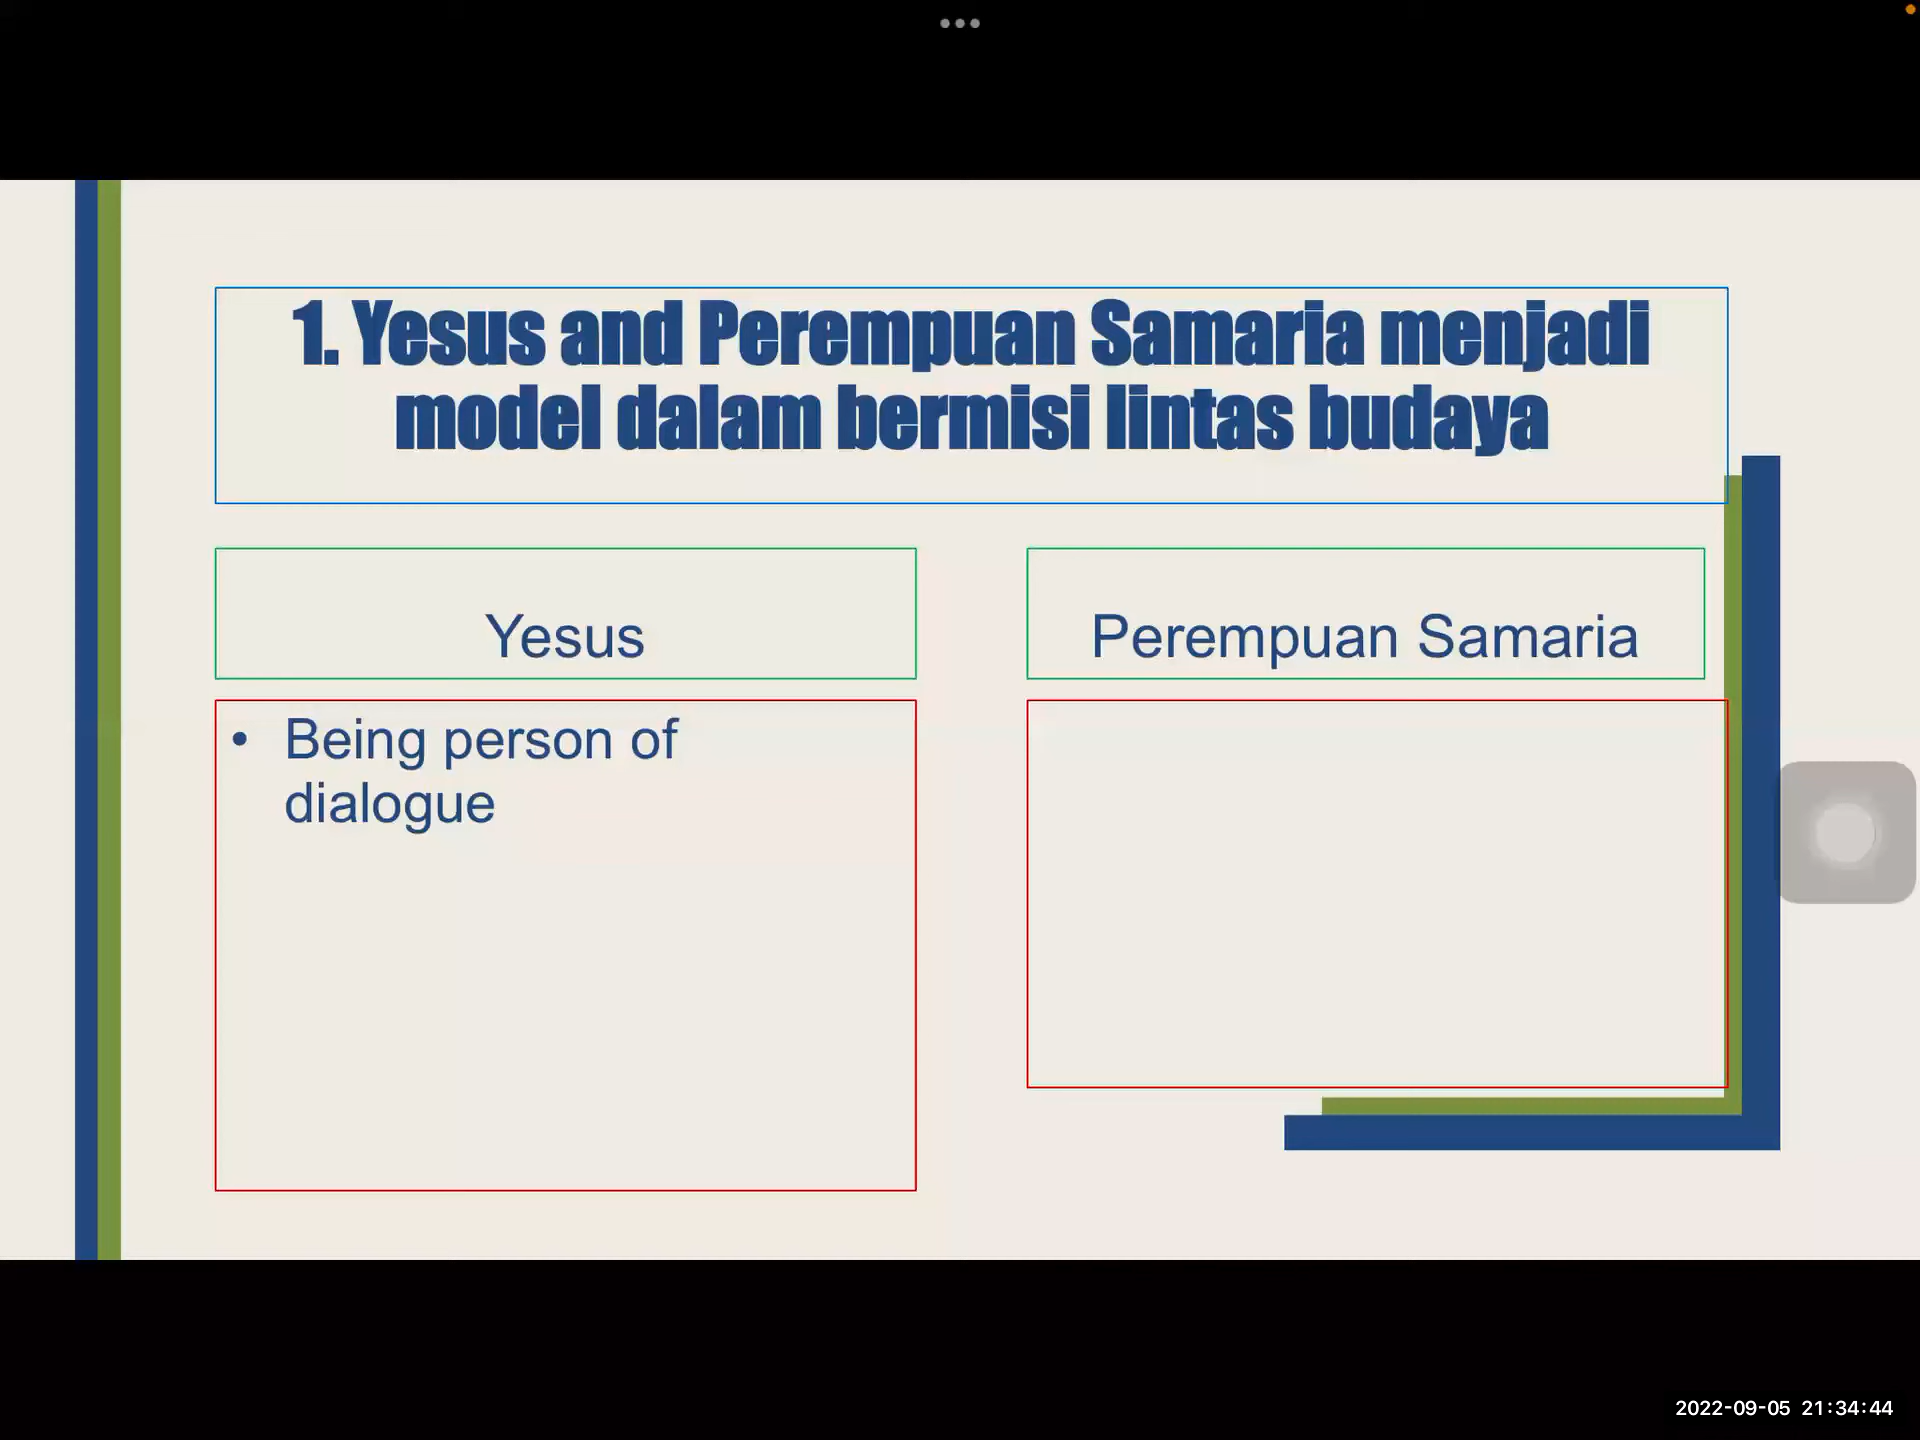 1. Yesus and Perempuan Samaria menjadi
model dalam bermisi lintas budaya
Yesus
Perempuan Samaria
• Being person of
dialogue
2022-09-05 21:34:44